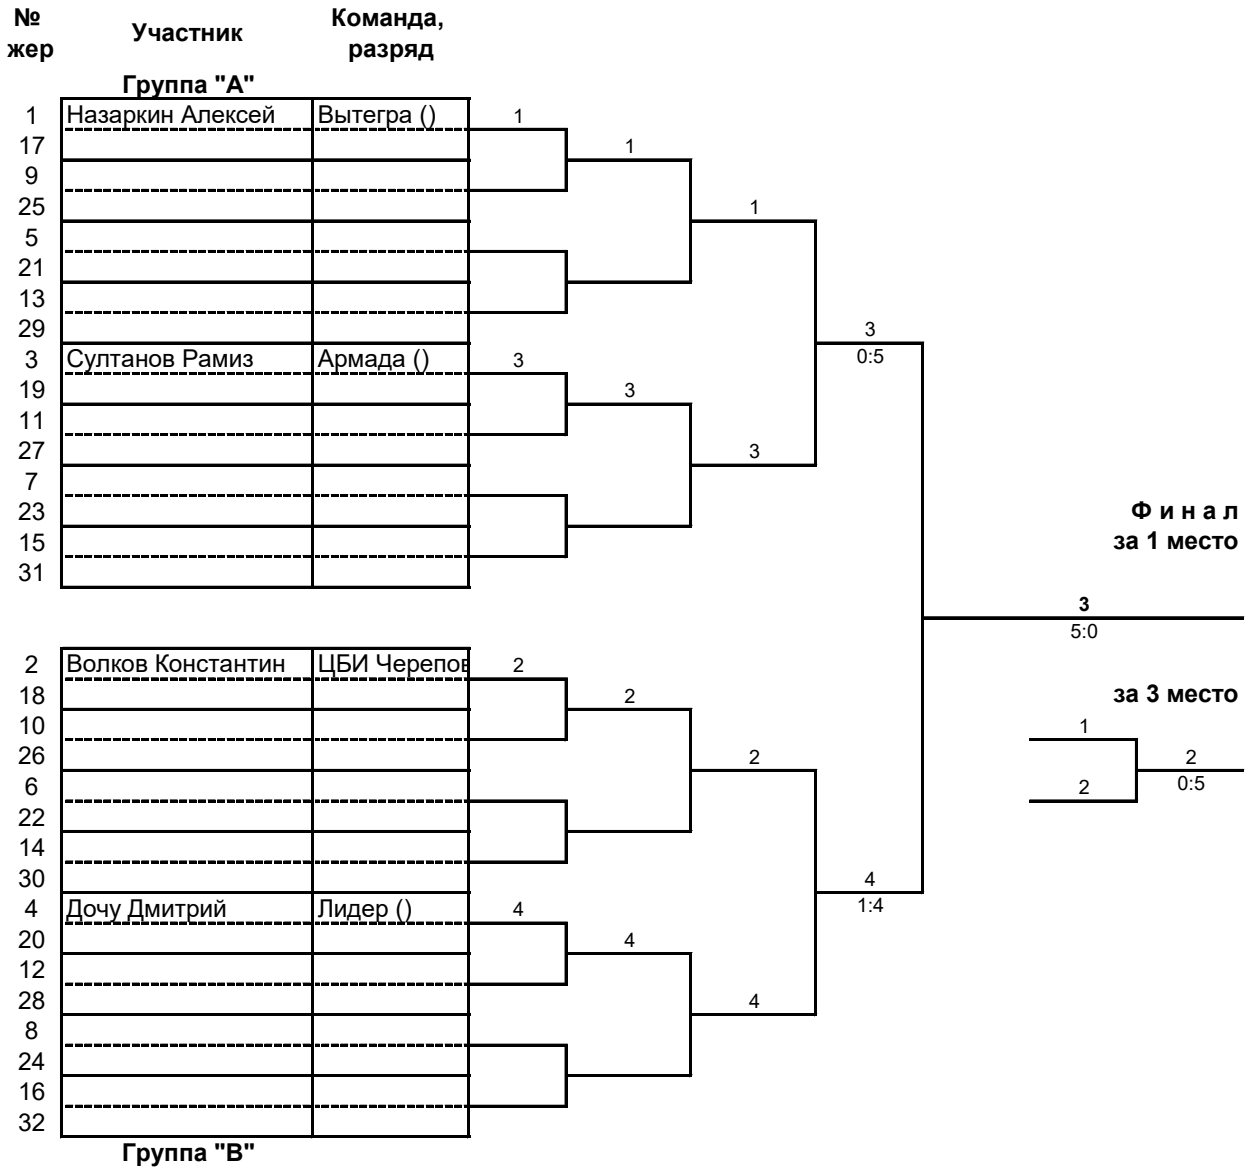 № жер
Участник
Команда, разряд
Группа "А"
1 Назаркин Алексей Вытегра () 1
17 1
9
25 1
5
21
13
29 3
3 Султанов Рамиз Армада () 3 0:5
19 3
11
27 3
7
23 Ф и н а л
15 за 1 место
31
3
5:0
2 Волков Константин ЦБИ Черепов 2
18 2 за 3 место
10 1
26 2 2
6 2 0:5
22
14
30 4
4 Дочу Дмитрий Лидер () 4 1:4
20 4
12
28 4
8
24
16
32
Группа "В"